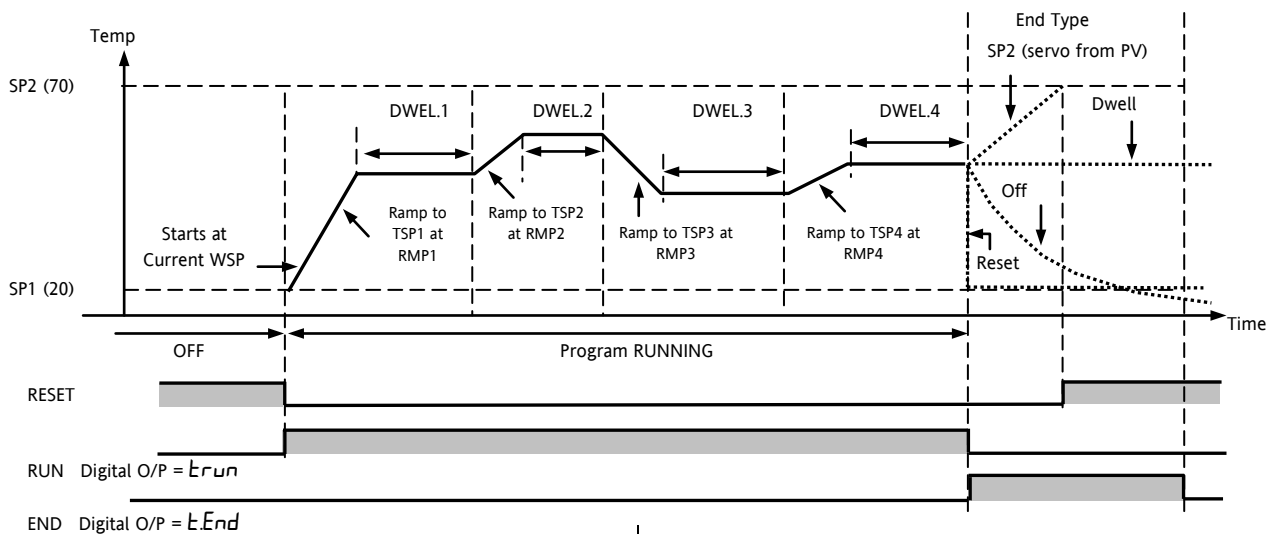 End Type
Temp
SP2 (servo from PV)
SP2 (70)
DWEL.1
DWEL.2
DWEL.3
DWEL.4
Dwell
Off
Starts at
Current WSP
Ramp to
TSP1 at
RMP1
Ramp to TSP2
at RMP2
Ramp to TSP3 at
RMP3
Ramp to TSP4 at
RMP4
Reset
SP1 (20)
Time
OFF
Program RUNNING
RESET
RUN Digital O/P = trun
END Digital O/P = t.End